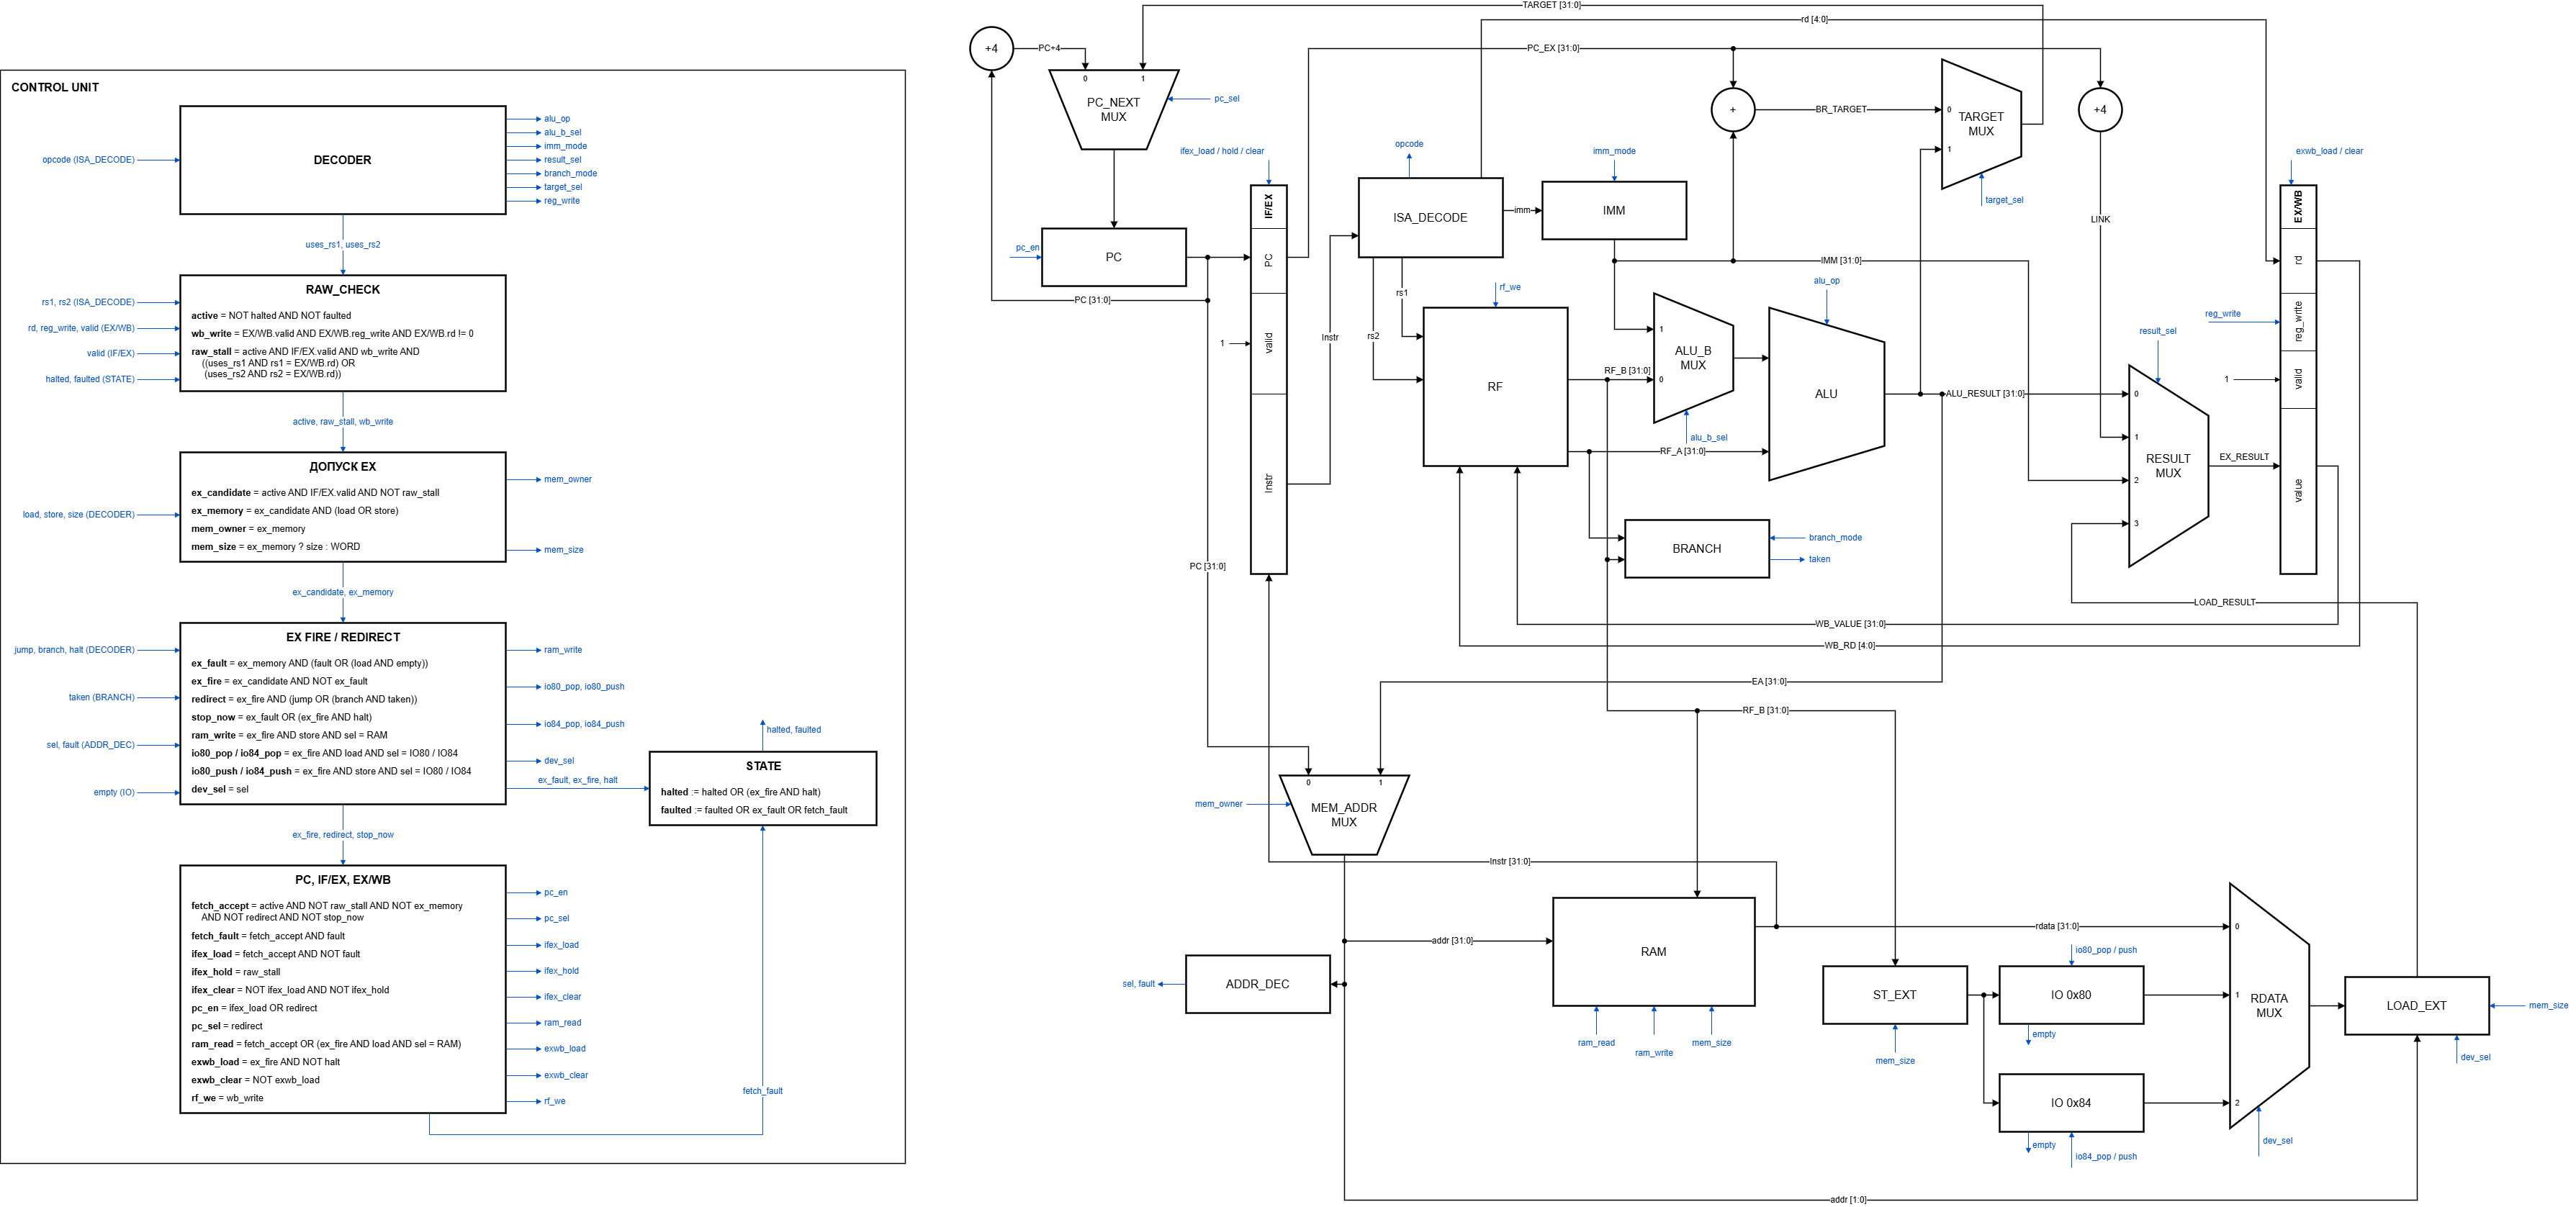 CONTROL UNIT
DECODER
opcode (ISA_DECODE)
alu_op
alu_b_sel
imm_mode
result_sel
branch_mode
target_sel
reg_write
uses_rs1, uses_rs2
RAW_CHECK
rs1, rs2 (ISA_DECODE)
rd, reg_write, valid (EX/WB)
valid (IF/EX)
halted, faulted (STATE)
active = NOT halted AND NOT faulted
wb_write = EX/WB.valid AND EX/WB.reg_write AND EX/WB.rd != 0
raw_stall = active AND IF/EX.valid AND wb_write AND
((uses_rs1 AND rs1 = EX/WB.rd) OR
(uses_rs2 AND rs2 = EX/WB.rd))
active, raw_stall, wb_write
ДОПУСК EX
load, store, size (DECODER)
ex_candidate = active AND IF/EX.valid AND NOT raw_stall
ex_memory = ex_candidate AND (load OR store)
mem_owner = ex_memory
mem_size = ex_memory ? size : WORD
mem_owner
mem_size
ex_candidate, ex_memory
EX FIRE / REDIRECT
jump, branch, halt (DECODER)
taken (BRANCH)
sel, fault (ADDR_DEC)
empty (IO)
ex_fault = ex_memory AND (fault OR (load AND empty))
ex_fire = ex_candidate AND NOT ex_fault
redirect = ex_fire AND (jump OR (branch AND taken))
stop_now = ex_fault OR (ex_fire AND halt)
ram_write = ex_fire AND store AND sel = RAM
io80_pop / io84_pop = ex_fire AND load AND sel = IO80 / IO84
io80_push / io84_push = ex_fire AND store AND sel = IO80 / IO84
dev_sel = sel
ram_write
io80_pop, io80_push
io84_pop, io84_push
dev_sel
ex_fault, ex_fire, halt
halted, faulted
STATE
halted := halted OR (ex_fire AND halt)
faulted := faulted OR ex_fault OR fetch_fault
ex_fire, redirect, stop_now
PC, IF/EX, EX/WB
fetch_accept = active AND NOT raw_stall AND NOT ex_memory
AND NOT redirect AND NOT stop_now
fetch_fault = fetch_accept AND fault
ifex_load = fetch_accept AND NOT fault
ifex_hold = raw_stall
ifex_clear = NOT ifex_load AND NOT ifex_hold
pc_en = ifex_load OR redirect
pc_sel = redirect
ram_read = fetch_accept OR (ex_fire AND load AND sel = RAM)
exwb_load = ex_fire AND NOT halt
exwb_clear = NOT exwb_load
rf_we = wb_write
pc_en
pc_sel
ifex_load
ifex_hold
ifex_clear
ram_read
exwb_load
exwb_clear
rf_we
fetch_fault
TARGET [31:0]
rd [4:0]
+4
PC+4
PC_EX [31:0]
0
1
PC_NEXT
MUX
pc_sel
+
BR_TARGET
0
1
TARGET
MUX
target_sel
+4
LINK
ifex_load / hold / clear
opcode
imm_mode
exwb_load / clear
IF/EX
PC
valid
Instr
ISA_DECODE
imm
IMM
EX/WB
rd
reg_write
valid
value
pc_en
PC
PC [31:0]
PC [31:0]
IMM [31:0]
1
Instr
rs1
rs2
rf_we
RF
RF_B [31:0]
RF_A [31:0]
1
0
ALU_B
MUX
alu_b_sel
alu_op
ALU
ALU_RESULT [31:0]
result_sel
reg_write
1
0
1
2
3
RESULT
MUX
EX_RESULT
BRANCH
branch_mode
taken
LOAD_RESULT
WB_VALUE [31:0]
WB_RD [4:0]
EA [31:0]
RF_B [31:0]
0
1
MEM_ADDR
MUX
mem_owner
Instr [31:0]
addr [31:0]
RAM
ram_read
ram_write
mem_size
rdata [31:0]
ADDR_DEC
sel, fault
ST_EXT
mem_size
io80_pop / push
IO 0x80
empty
IO 0x84
empty
io84_pop / push
0
1
2
RDATA
MUX
dev_sel
LOAD_EXT
mem_size
dev_sel
addr [1:0]